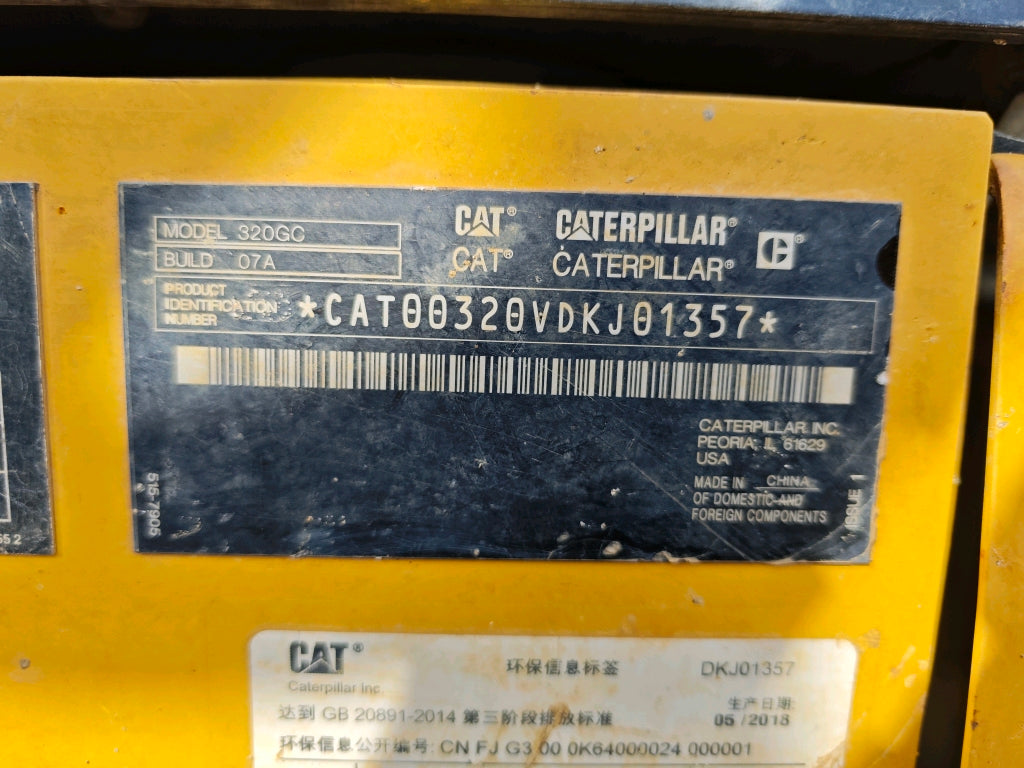 MODEL 320GC
BUILD 07A
CAT® CATERPILLAR®
CAT® CATERPILLAR®
PRODUCT
IDENTIFICATION
NUMBER
*CAT00320VDKJ01357*
CATERPILLAR INC.
PEORIA, IL 61629
USA
MADE IN CHINA
OF DOMESTIC AND
FOREIGN COMPONENTS
515-7906
ISSUE 1
55 2
CAT®
Caterpillar Inc.
环保信息标签
DKJ01357
生产日期:
05 /2018
达到 GB 20891-2014 第三阶段排放标准
环保信息公开编号: CN FJ G3 00 0K64000024 000001